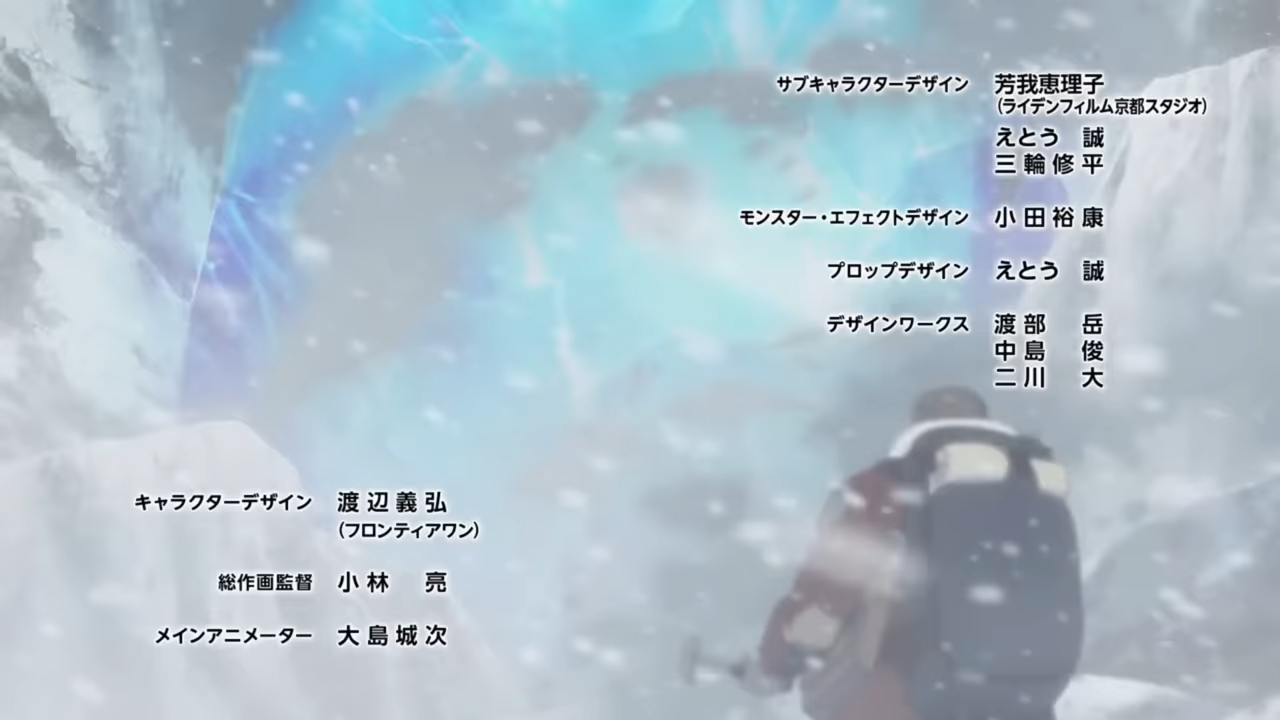 サブキャラクターデザイン 芳我恵理子
(ライデンフィルム京都スタジオ)
えとう 誠
三輪修平
モンスター・エフェクトデザイン 小田裕康
プロップデザイン えとう 誠
デザインワークス 渡部 岳
中島 俊
二川 大
キャラクターデザイン 渡辺義弘
(フロンティアワン)
総作画監督 小林 亮
メインアニメーター 大島城次